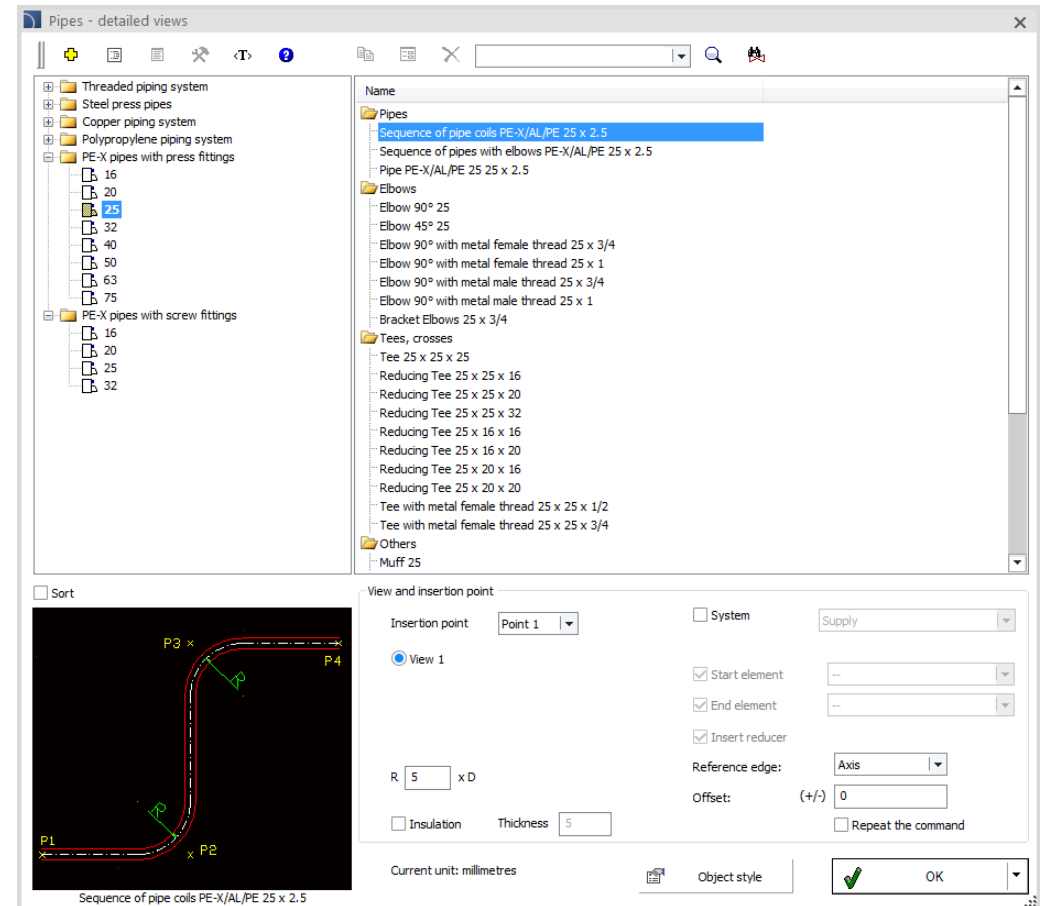 Pipes - detailed views
<T>
Threaded piping system
Steel press pipes
Copper piping system
Polypropylene piping system
PE-X pipes with press fittings
16
20
25
32
40
50
63
75
PE-X pipes with screw fittings
16
20
25
32
Name
Pipes
Sequence of pipe coils PE-X/AL/PE 25 x 2.5
Sequence of pipes with elbows PE-X/AL/PE 25 x 2.5
Pipe PE-X/AL/PE 25 25 x 2.5
Elbows
Elbow 90° 25
Elbow 45° 25
Elbow 90° with metal female thread 25 x 3/4
Elbow 90° with metal female thread 25 x 1
Elbow 90° with metal male thread 25 x 3/4
Elbow 90° with metal male thread 25 x 1
Bracket Elbows 25 x 3/4
Tees, crosses
Tee 25 x 25 x 25
Reducing Tee 25 x 25 x 16
Reducing Tee 25 x 25 x 20
Reducing Tee 25 x 25 x 32
Reducing Tee 25 x 16 x 16
Reducing Tee 25 x 16 x 20
Reducing Tee 25 x 20 x 16
Reducing Tee 25 x 20 x 20
Tee with metal female thread 25 x 25 x 1/2
Tee with metal female thread 25 x 25 x 3/4
Others
Muff 25
Sort
P3
P4
R
R
P1
P2
Sequence of pipe coils PE-X/AL/PE 25 x 2.5
View and insertion point
Insertion point Point 1
View 1
R 5 x D
Insulation Thickness 5
System Supply
Start element --
End element --
Insert reducer
Reference edge: Axis
Offset: (+/-) 0
Repeat the command
Current unit: millimetres
Object style
OK